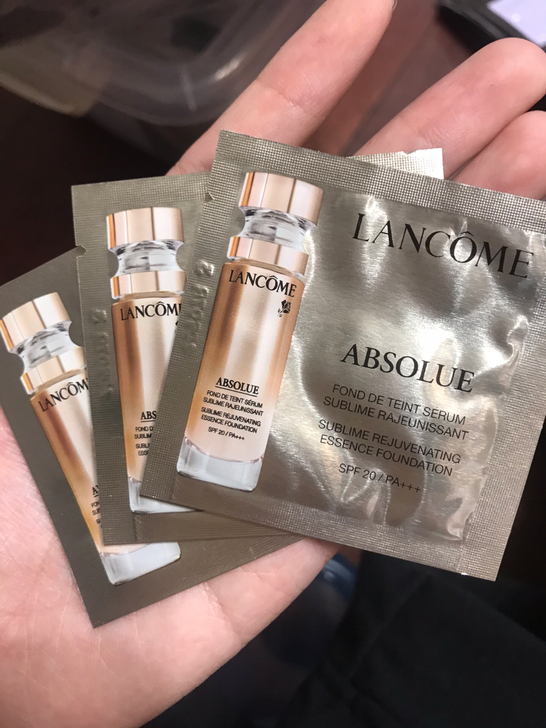 LANCÔME
ABSOLUE
FOND DE TEINT SÉRUM
SUBLIME RAJEUNISSANT
SUBLIME REJUVENATING
ESSENCE FOUNDATION
SPF 20 / PA+++
LANCÔME
ABSOLUE
FOND DE TEINT SÉRUM
SUBLIME RAJEUNISSANT
SUBLIME REJUVENATING
ESSENCE FOUNDATION
SPF 20 / PA+++
LANCÔME
LANCÔME